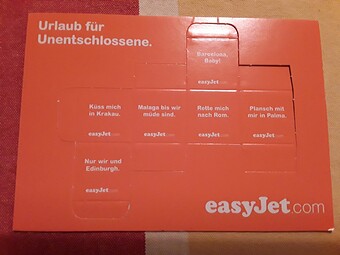 Urlaub für
Unentschlossene.
Barcelona,
Baby!
easyJet.com
Küss mich
in Krakau.
easyJet.com
Malaga bis wir
müde sind.
easyJet.com
Rette mich
nach Rom.
easyJet.com
Plansch mit
mir in Palma.
easyJet.com
Nur wir und
Edinburgh.
easyJet.com
easyJet.com